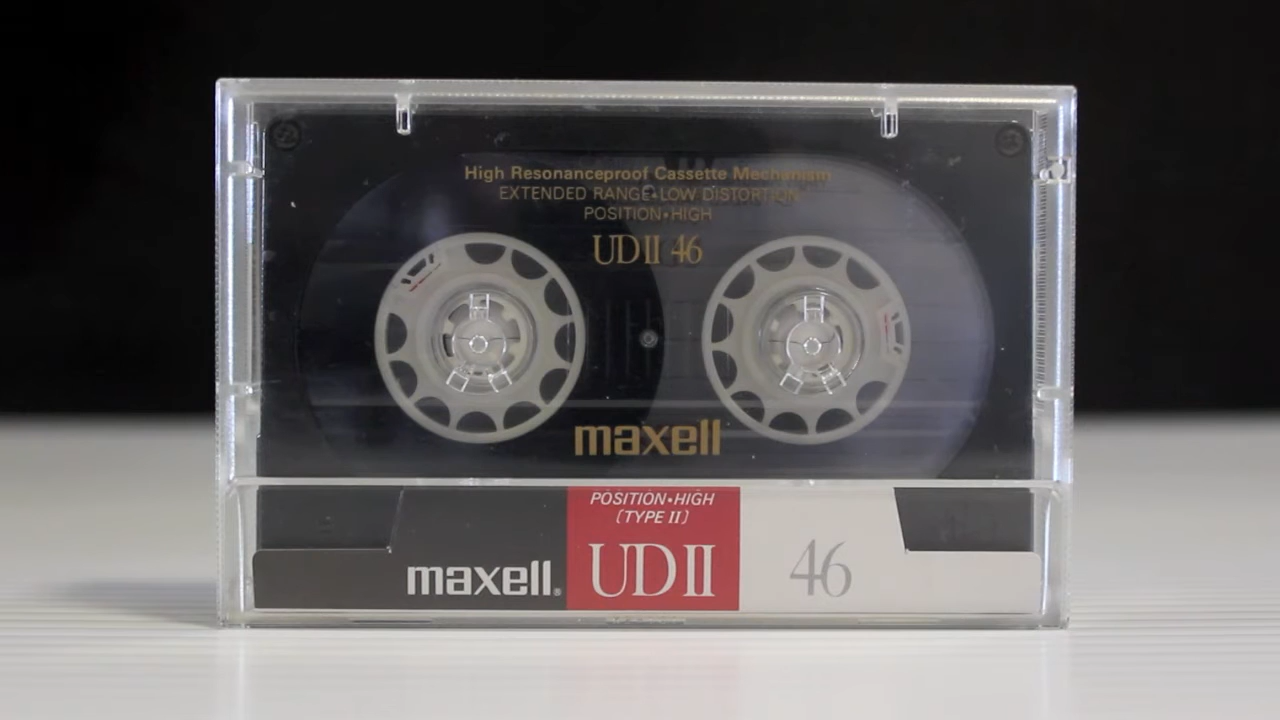 High Resonanceproof Cassette Mechanism
EXTENDED RANGE•LOW DISTORTION
POSITION•HIGH
UDII 46
maxell
POSITION•HIGH
(TYPE II)
maxell® UDII 46